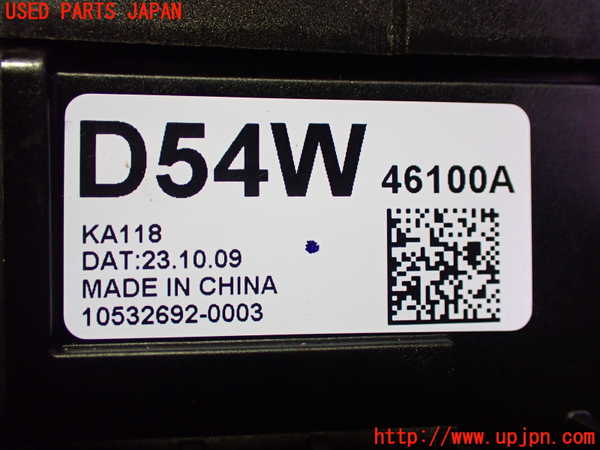 USED PARTS JAPAN
D54W 46100A
KA118
DAT:23.10.09
MADE IN CHINA
10532692-0003
http://www.upjpn.com/